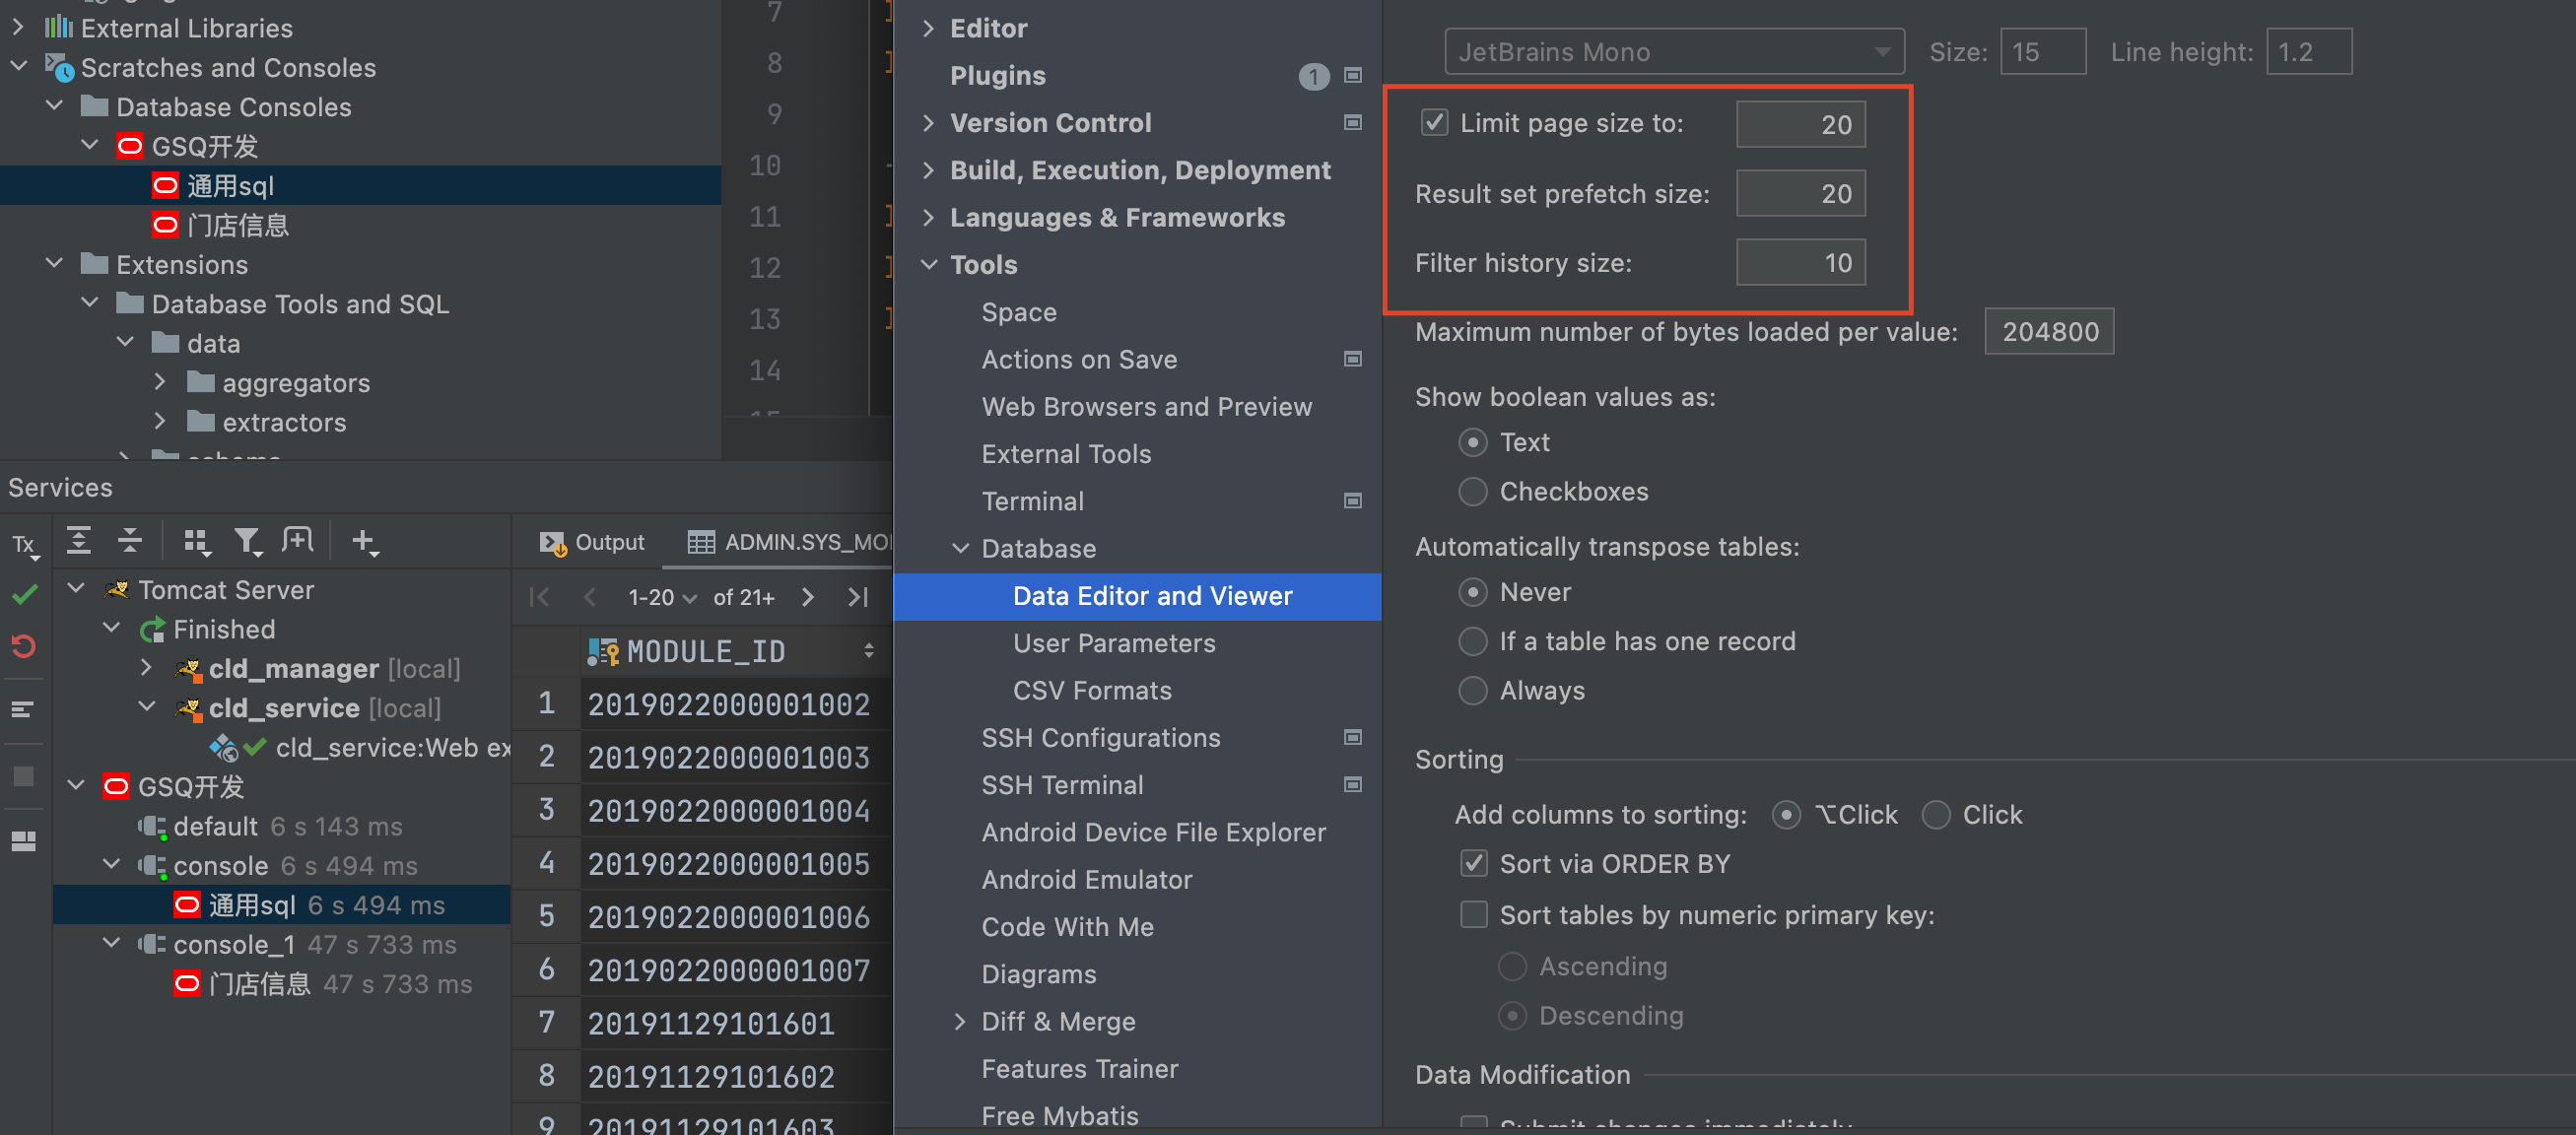 External Libraries
Scratches and Consoles
Database Consoles
GSQ开发
通用sql
门店信息
Extensions
Database Tools and SQL
data
aggregators
extractors
7
8
9
10
11
12
13
14
Services
Tx
Tomcat Server
Finished
cld_manager [local]
cld_service [local]
cld_service:Web ex
GSQ开发
default 6 s 143 ms
console 6 s 494 ms
通用sql 6 s 494 ms
console_1 47 s 733 ms
门店信息 47 s 733 ms
Output
ADMIN.SYS_MO
1-20 of 21+
MODULE_ID
1 2019022000001002
2 2019022000001003
3 2019022000001004
4 2019022000001005
5 2019022000001006
6 2019022000001007
7 20191129101601
8 20191129101602
9 20191129101603
Editor
Plugins 1
Version Control
Build, Execution, Deployment
Languages & Frameworks
Tools
Space
Actions on Save
Web Browsers and Preview
External Tools
Terminal
Database
Data Editor and Viewer
User Parameters
CSV Formats
SSH Configurations
SSH Terminal
Android Device File Explorer
Android Emulator
Code With Me
Diagrams
Diff & Merge
Features Trainer
Free Mybatis
JetBrains Mono Size: 15 Line height: 1.2
Limit page size to: 20
Result set prefetch size: 20
Filter history size: 10
Maximum number of bytes loaded per value: 204800
Show boolean values as:
Text
Checkboxes
Automatically transpose tables:
Never
If a table has one record
Always
Sorting
Add columns to sorting: ⌥Click Click
Sort via ORDER BY
Sort tables by numeric primary key:
Ascending
Descending
Data Modification
Submit changes immediately